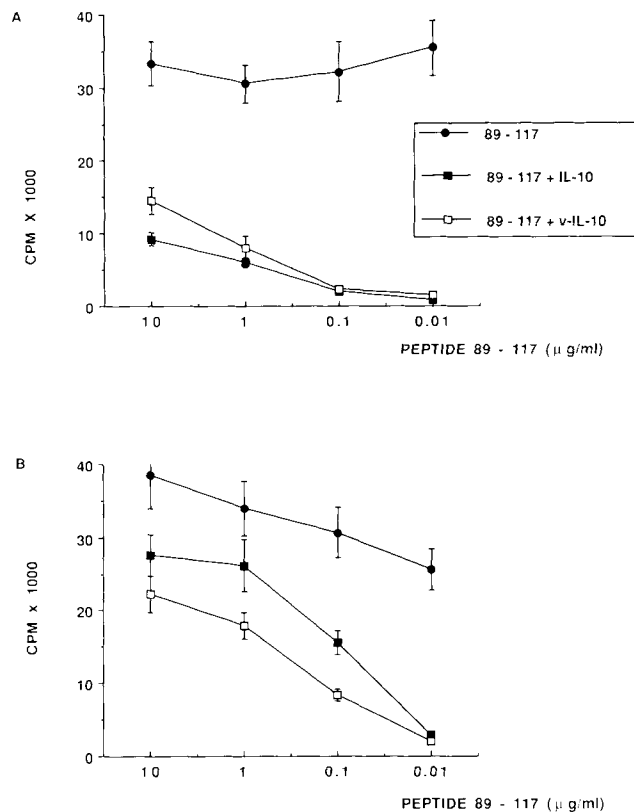 A
40
30
20
10
0
CPM X 1000
89 - 117
89 - 117 + IL-10
89 - 117 + v-IL-10
10 1 0.1 0.01
PEPTIDE 89 - 117 (μ g/ml)
B
40
30
20
10
0
CPM x 1000
10 1 0.1 0.01
PEPTIDE 89 - 117 (μ g/ml)